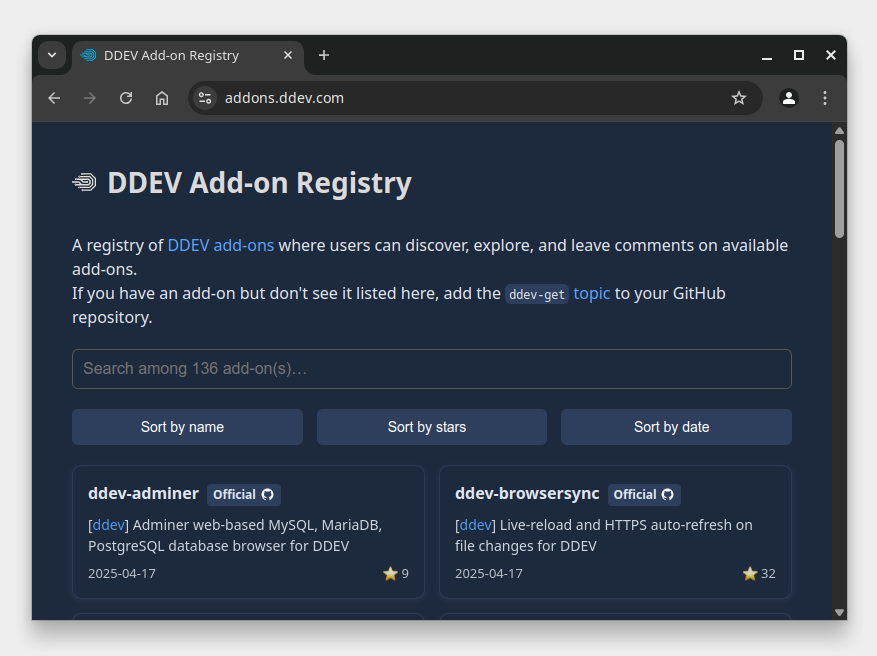 DDEV Add-on Registry
addons.ddev.com
DDEV Add-on Registry
A registry of DDEV add-ons where users can discover, explore, and leave comments on available
add-ons.
If you have an add-on but don't see it listed here, add the ddev-get topic to your GitHub
repository.
Search among 136 add-on(s)…
Sort by name Sort by stars Sort by date
ddev-adminer Official
[ddev] Adminer web-based MySQL, MariaDB,
PostgreSQL database browser for DDEV
2025-04-17 9
ddev-browsersync Official
[ddev] Live-reload and HTTPS auto-refresh on
file changes for DDEV
2025-04-17 32